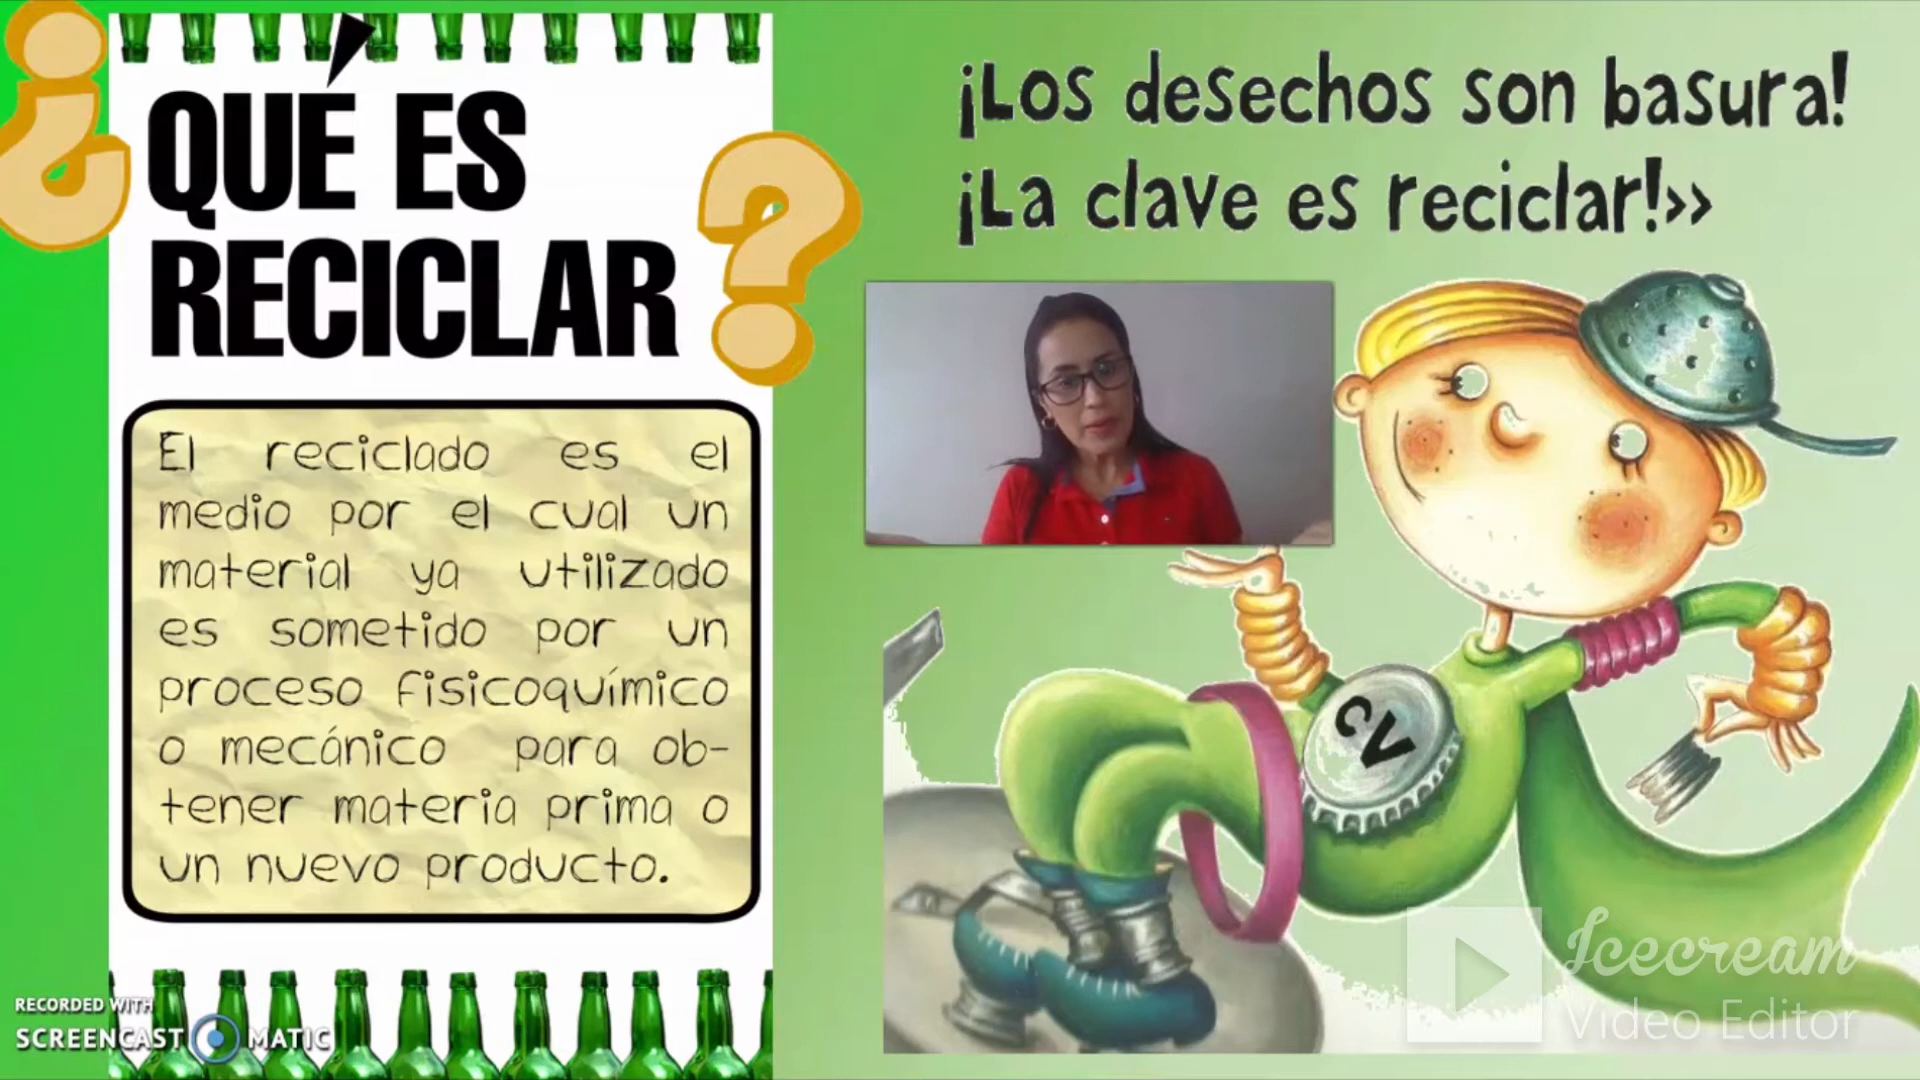 ¿QUÉ ES
RECICLAR?
El reciclado es el
medio por el cual un
material ya utilizado
es sometido por un
proceso fisicoquímico
o mecánico para ob-
tener materia prima o
un nuevo producto.
¡Los desechos son basura!
¡La clave es reciclar!>>
CV
RECORDED WITH
SCREENCAST MATIC
Icecream
Video Editor